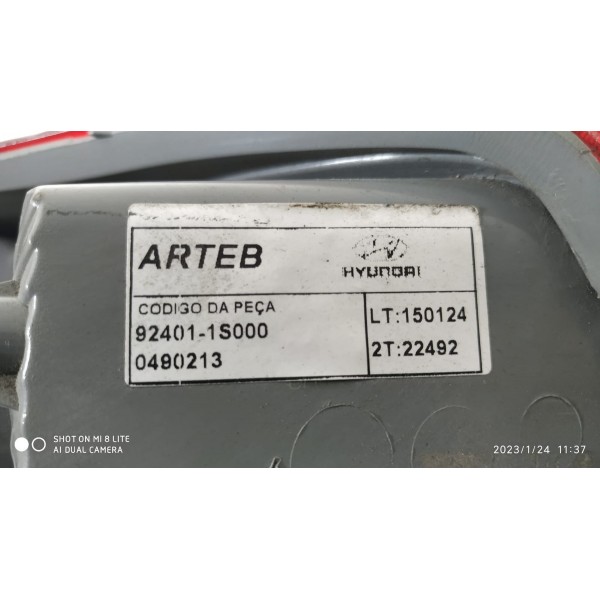 ARTEB
HYUNDAI
CODIGO DA PEÇA
92401-1S000
0490213
LT:150124
2T:22492
SHOT ON MI 8 LITE
AI DUAL CAMERA
2023/1/24 11:37